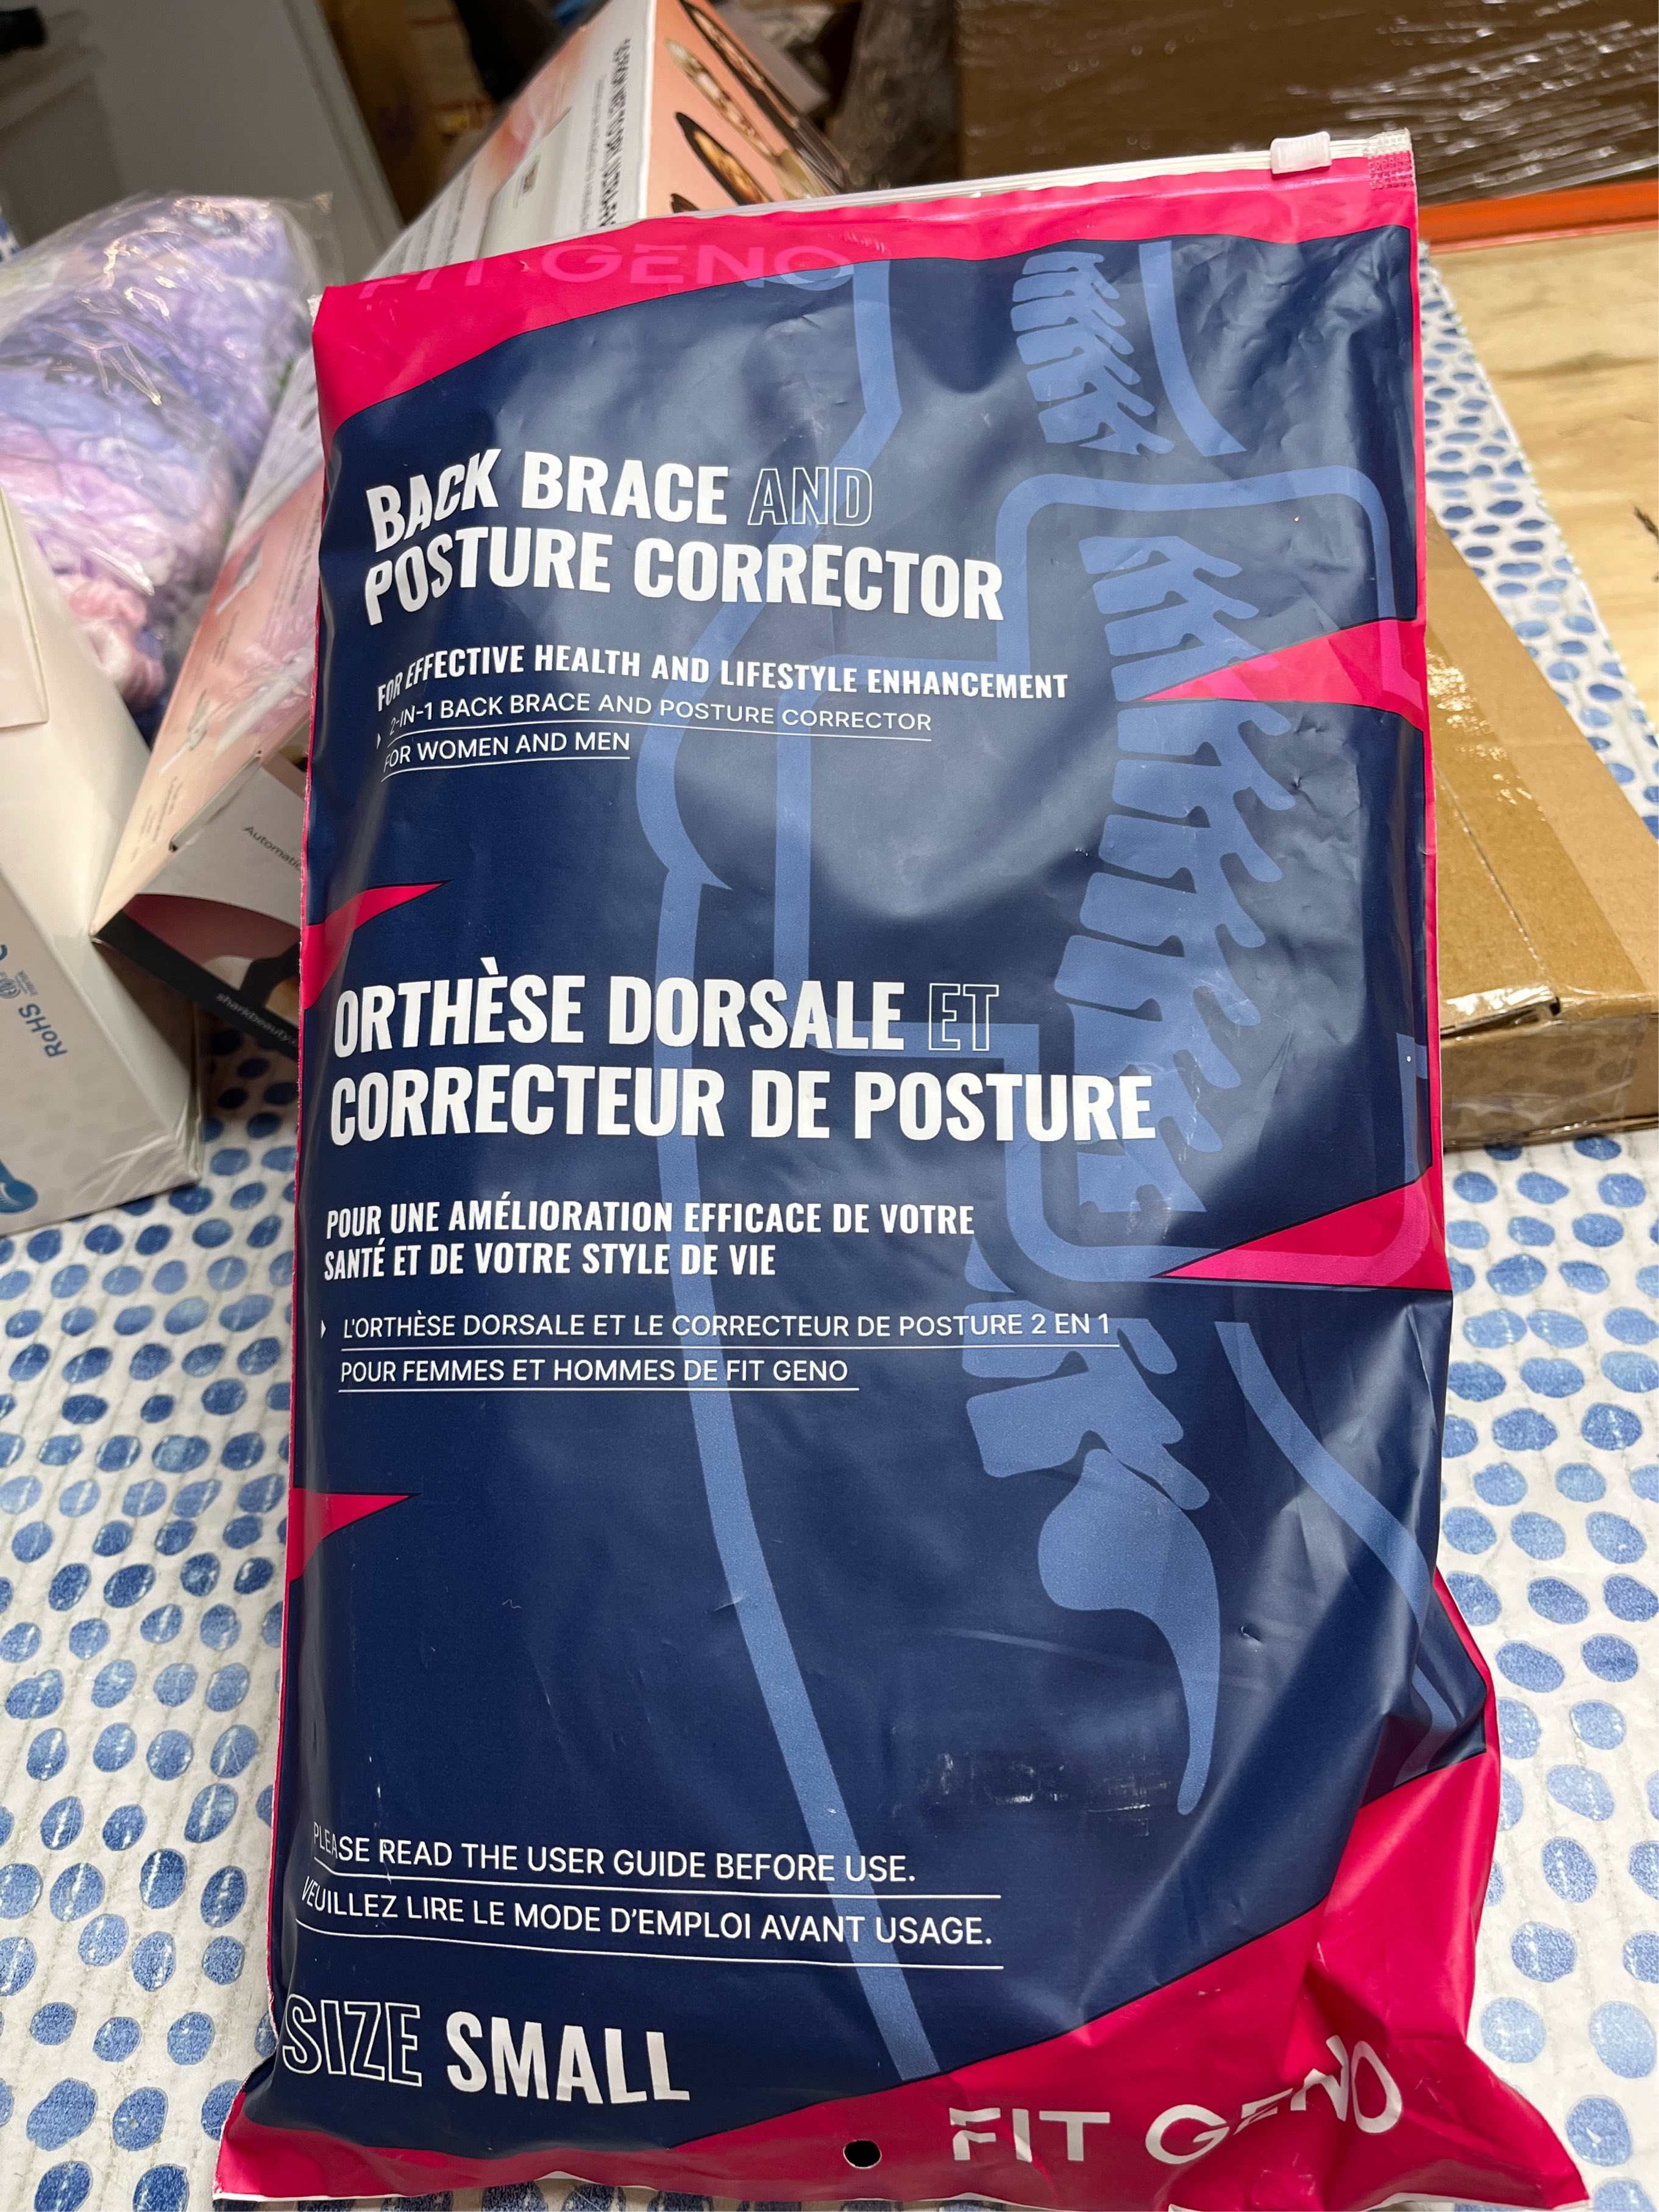 FIT GENO
BACK BRACE AND
POSTURE CORRECTOR
FOR EFFECTIVE HEALTH AND LIFESTYLE ENHANCEMENT
2-IN-1 BACK BRACE AND POSTURE CORRECTOR
FOR WOMEN AND MEN
ORTHÈSE DORSALE ET
CORRECTEUR DE POSTURE
POUR UNE AMÉLIORATION EFFICACE DE VOTRE
SANTÉ ET DE VOTRE STYLE DE VIE
L'ORTHÈSE DORSALE ET LE CORRECTEUR DE POSTURE 2 EN 1
POUR FEMMES ET HOMMES DE FIT GENO
PLEASE READ THE USER GUIDE BEFORE USE.
VEUILLEZ LIRE LE MODE D'EMPLOI AVANT USAGE.
SIZE SMALL
FIT GENO
RoHS
sharkbeauty